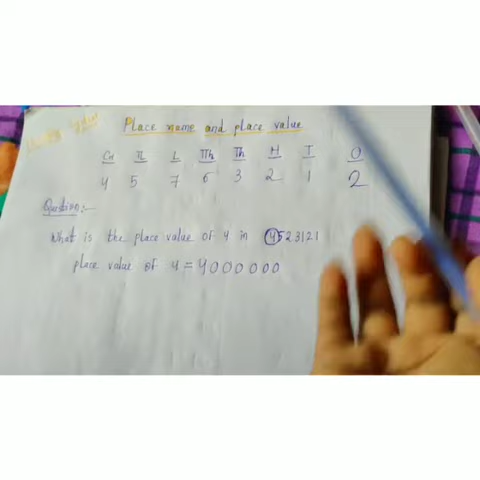 Place name and place value
Cr TL L TTh Th H T O
4 5 7 6 3 2 1 2
Question:-
What is the place value of 4 in 4523121
place value of 4 = 4000000